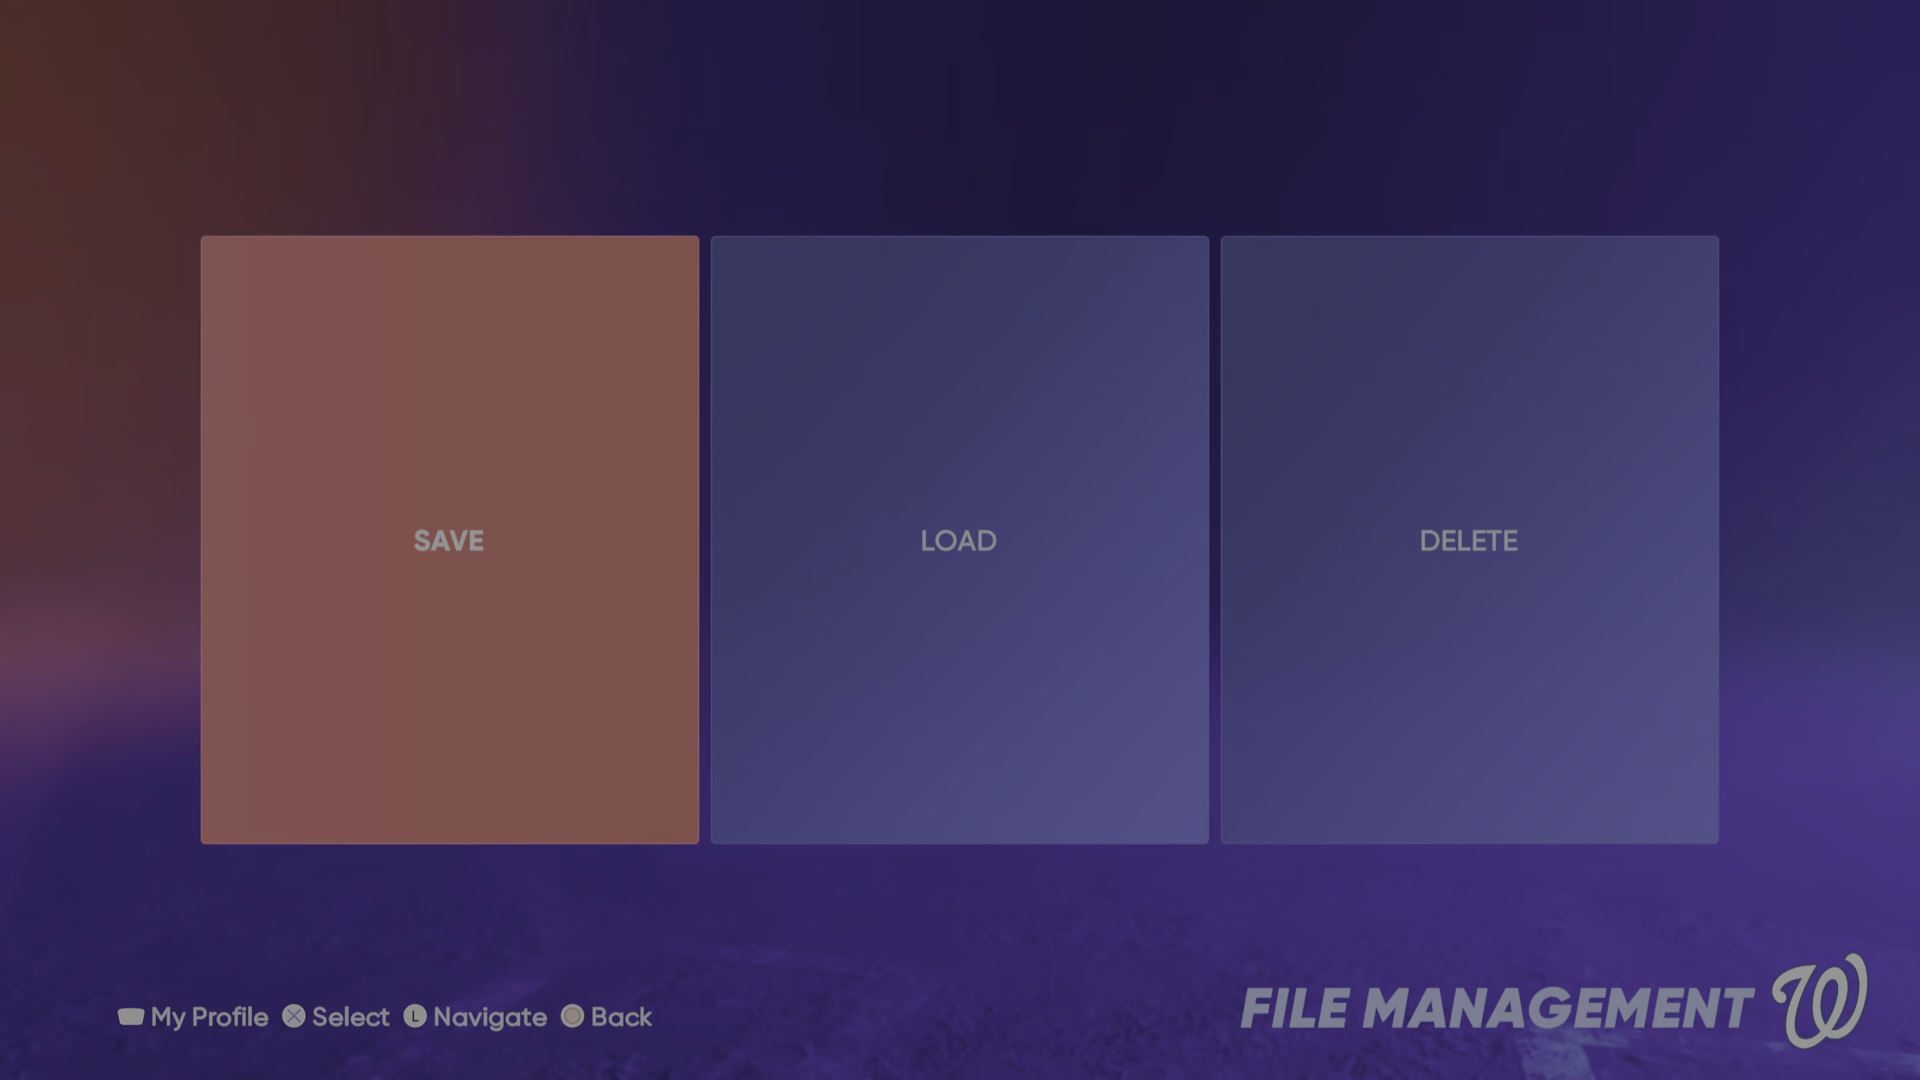 SAVE
LOAD
DELETE
My Profile Select L Navigate Back
FILE MANAGEMENT W